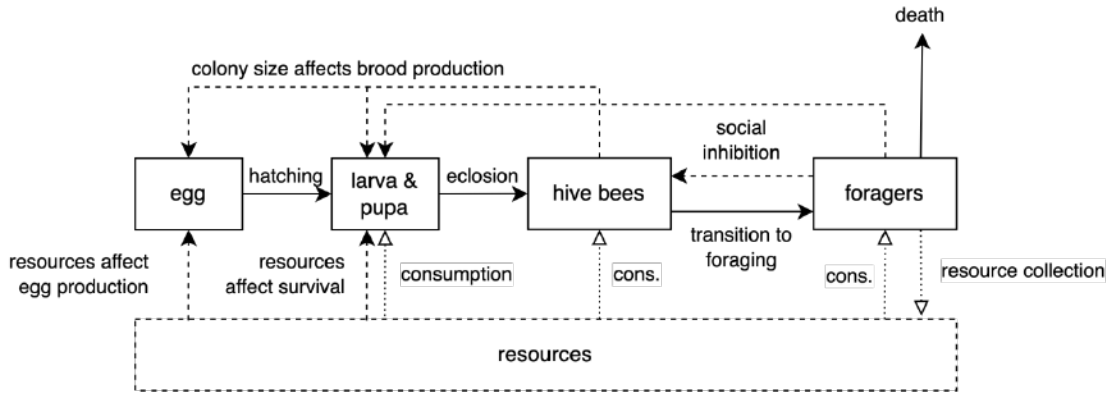 death
colony size affects brood production
social
inhibition
egg
hatching
larva &
pupa
eclosion
hive bees
foragers
transition to
foraging
resources affect
egg production
resources
affect survival
consumption
cons.
cons.
resource collection
resources